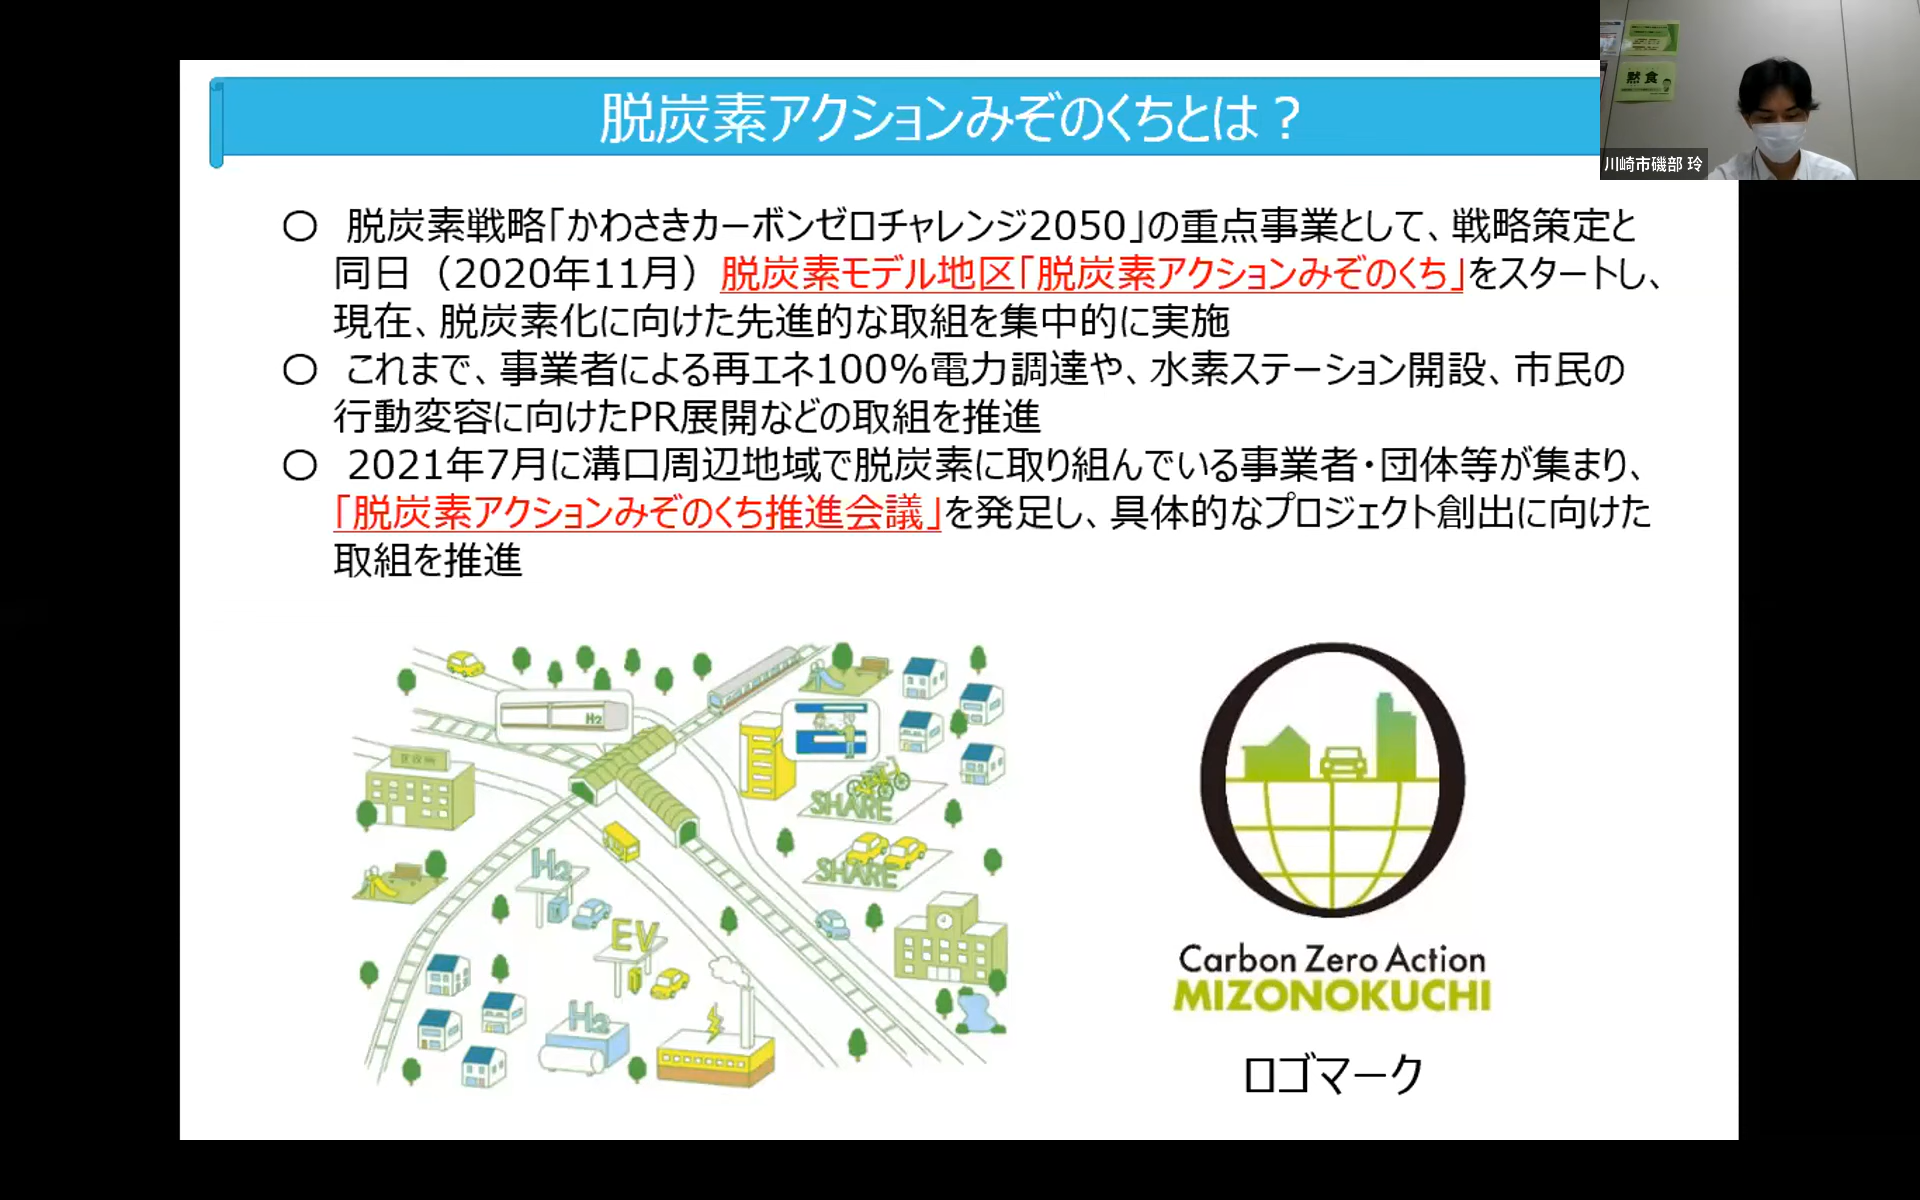 脱炭素アクションみぞのくちとは？
黙食
川崎市磯部 玲
〇 脱炭素戦略「かわさきカーボンゼロチャレンジ2050」の重点事業として、戦略策定と
同日（2020年11月）脱炭素モデル地区「脱炭素アクションみぞのくち」をスタートし、
現在、脱炭素化に向けた先進的な取組を集中的に実施
〇 これまで、事業者による再エネ100%電力調達や、水素ステーション開設、市民の
行動変容に向けたPR展開などの取組を推進
〇 2021年7月に溝口周辺地域で脱炭素に取り組んでいる事業者・団体等が集まり、
「脱炭素アクションみぞのくち推進会議」を発足し、具体的なプロジェクト創出に向けた
取組を推進
H2
区役所
SHARE
SHARE
H2
EV
H2
Carbon Zero Action
MIZONOKUCHI
ロゴマーク